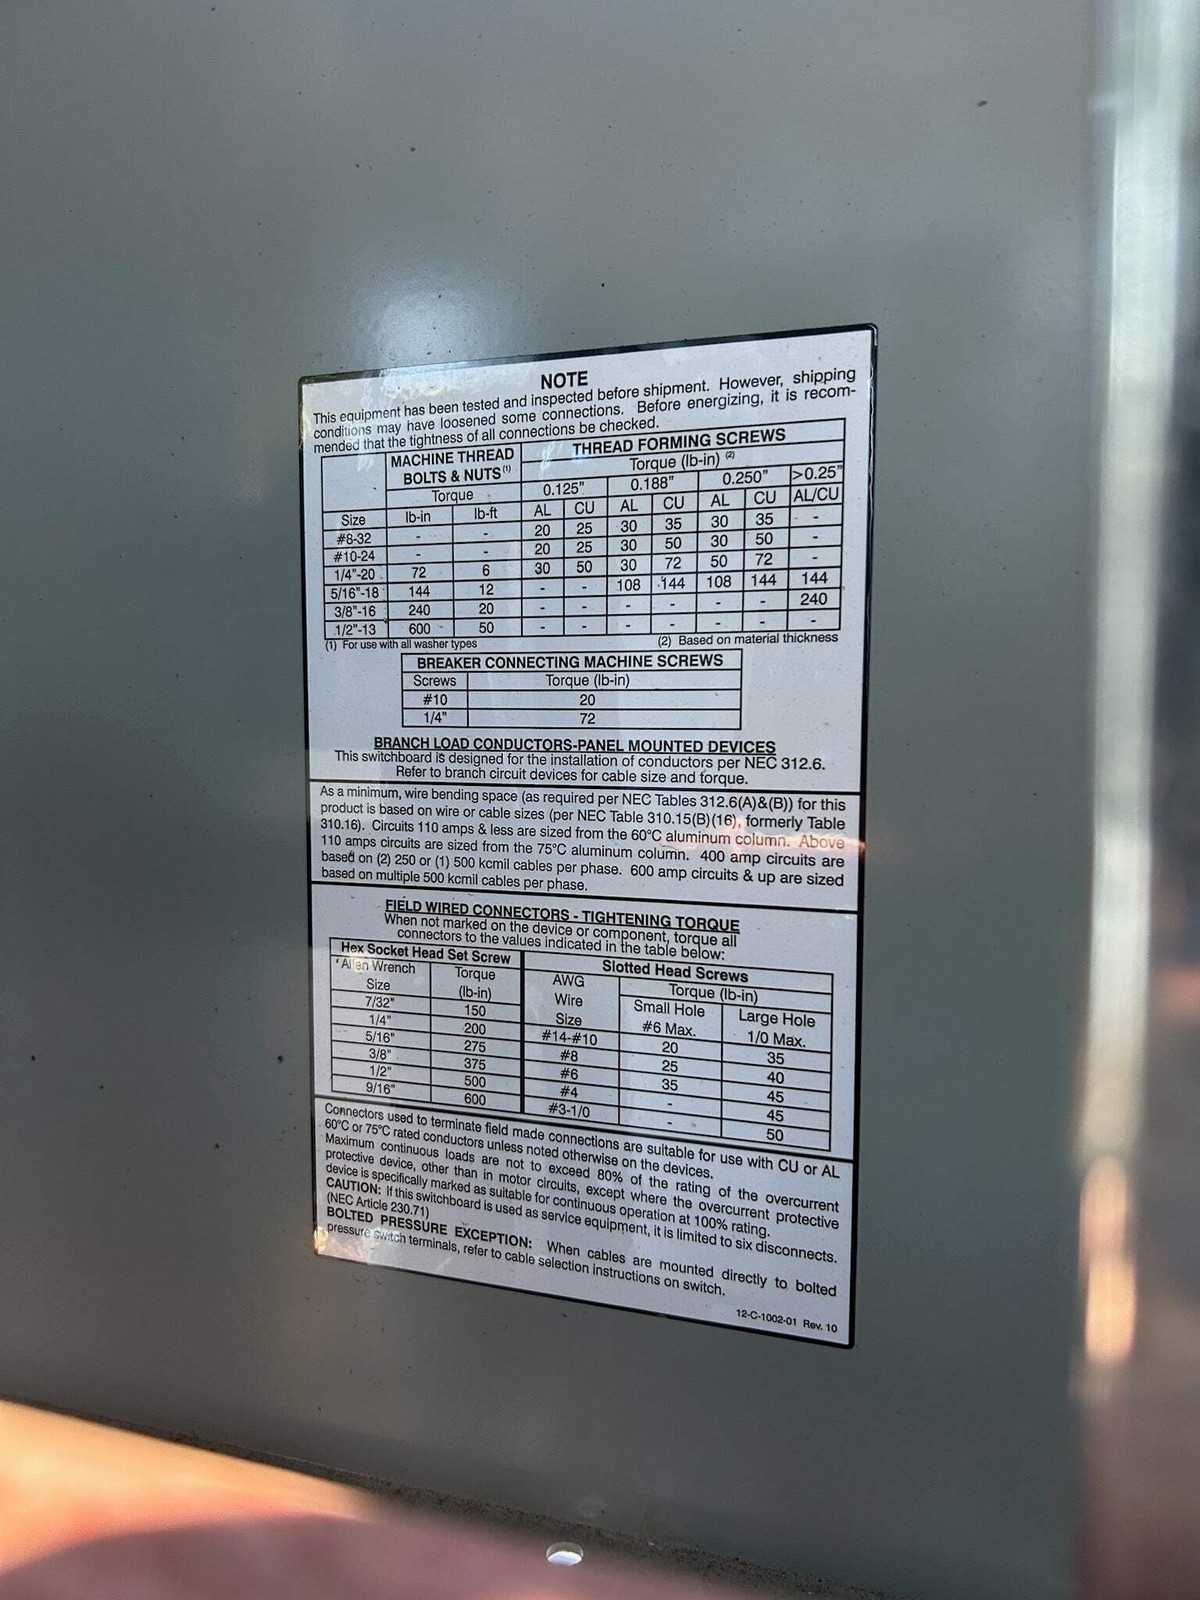 NOTE
This equipment has been tested and inspected before shipment. However, shipping
conditions may have loosened some connections. Before energizing, it is recom-
mended that the tightness of all connections be checked.
MACHINE THREAD BOLTS & NUTS(1) THREAD FORMING SCREWS
Torque (lb-in) (2)
Torque 0.125" 0.188" 0.250" >0.25"
Size lb-in lb-ft AL CU AL CU AL CU AL/CU
#8-32 - - 20 25 30 35 30 35 -
#10-24 - - 20 25 30 50 30 50 -
1/4"-20 72 6 30 50 30 72 50 72 -
5/16"-18 144 12 - - 108 144 108 144 144
3/8"-16 240 20 - - - - - - 240
1/2"-13 600 50 - - - - - - -
(1) For use with all washer types (2) Based on material thickness
BREAKER CONNECTING MACHINE SCREWS
Screws Torque (lb-in)
#10 20
1/4" 72
BRANCH LOAD CONDUCTORS-PANEL MOUNTED DEVICES
This switchboard is designed for the installation of conductors per NEC 312.6.
Refer to branch circuit devices for cable size and torque.
As a minimum, wire bending space (as required per NEC Tables 312.6(A)&(B)) for this
product is based on wire or cable sizes (per NEC Table 310.15(B)(16), formerly Table
310.16). Circuits 110 amps & less are sized from the 60°C aluminum column. Above
110 amps circuits are sized from the 75°C aluminum column. 400 amp circuits are
based on (2) 250 or (1) 500 kcmil cables per phase. 600 amp circuits & up are sized
based on multiple 500 kcmil cables per phase.
FIELD WIRED CONNECTORS - TIGHTENING TORQUE
When not marked on the device or component, torque all
connectors to the values indicated in the table below:
Hex Socket Head Set Screw
Allen Wrench Size Torque (lb-in)
7/32" 150
1/4" 200
5/16" 275
3/8" 375
1/2" 500
9/16" 600
Slotted Head Screws
AWG Wire Size Torque (lb-in)
Small Hole #6 Max. Large Hole 1/0 Max.
#14-#10 20 35
#8 25 40
#6 35 45
#4 - 45
#3-1/0 - 50
Connectors used to terminate field made connections are suitable for use with CU or AL
60°C or 75°C rated conductors unless noted otherwise on the devices.
Maximum continuous loads are not to exceed 80% of the rating of the overcurrent
protective device, other than in motor circuits, except where the overcurrent protective
device is specifically marked as suitable for continuous operation at 100% rating.
CAUTION: If this switchboard is used as service equipment, it is limited to six disconnects.
(NEC Article 230.71)
BOLTED PRESSURE EXCEPTION: When cables are mounted directly to bolted
pressure switch terminals, refer to cable selection instructions on switch.
12-C-1002-01 Rev. 10